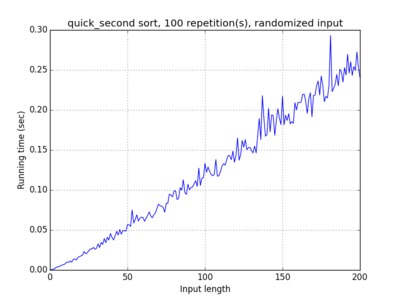 quick_second sort, 100 repetition(s), randomized input
0.30
0.25
0.20
0.15
0.10
0.05
0.00
Running time (sec)
0 50 100 150 200
Input length